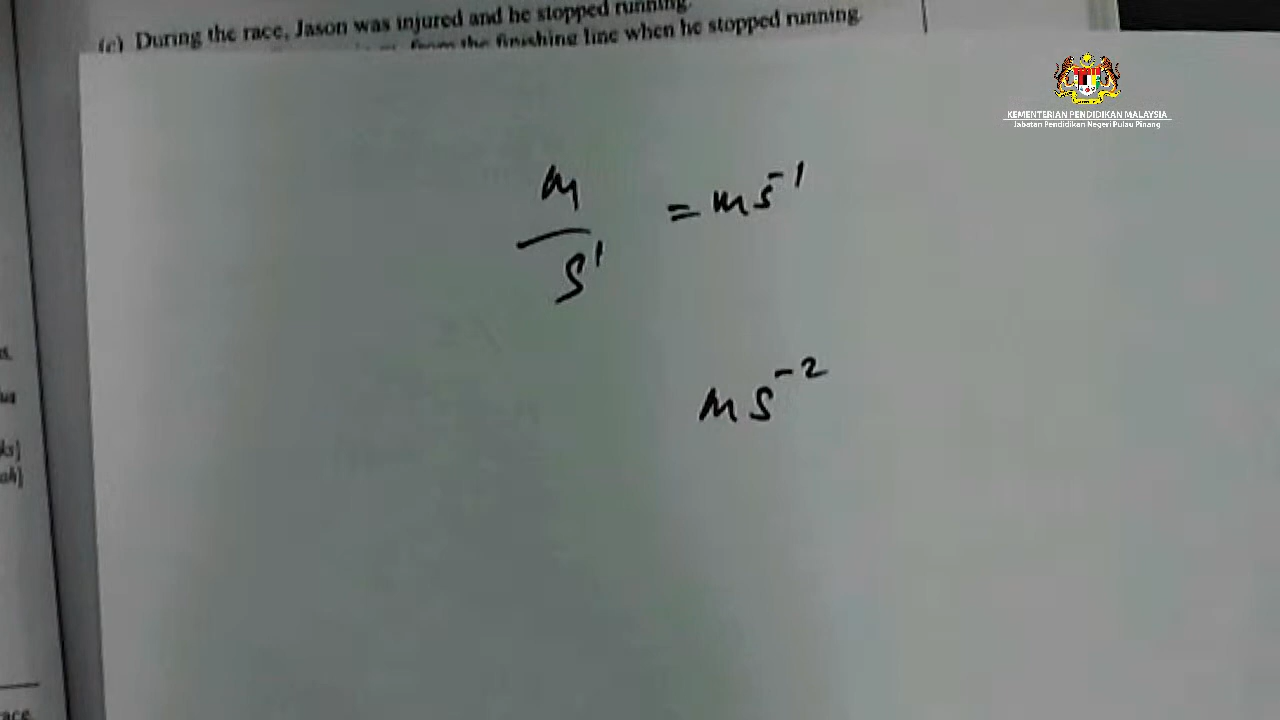 (c) During the race, Jason was injured and he stopped running.
from the finishing line when he stopped running.
KEMENTERIAN PENDIDIKAN MALAYSIA
Jabatan Pendidikan Negeri Pulau Pinang
m
= ms⁻¹
s¹
ms⁻²